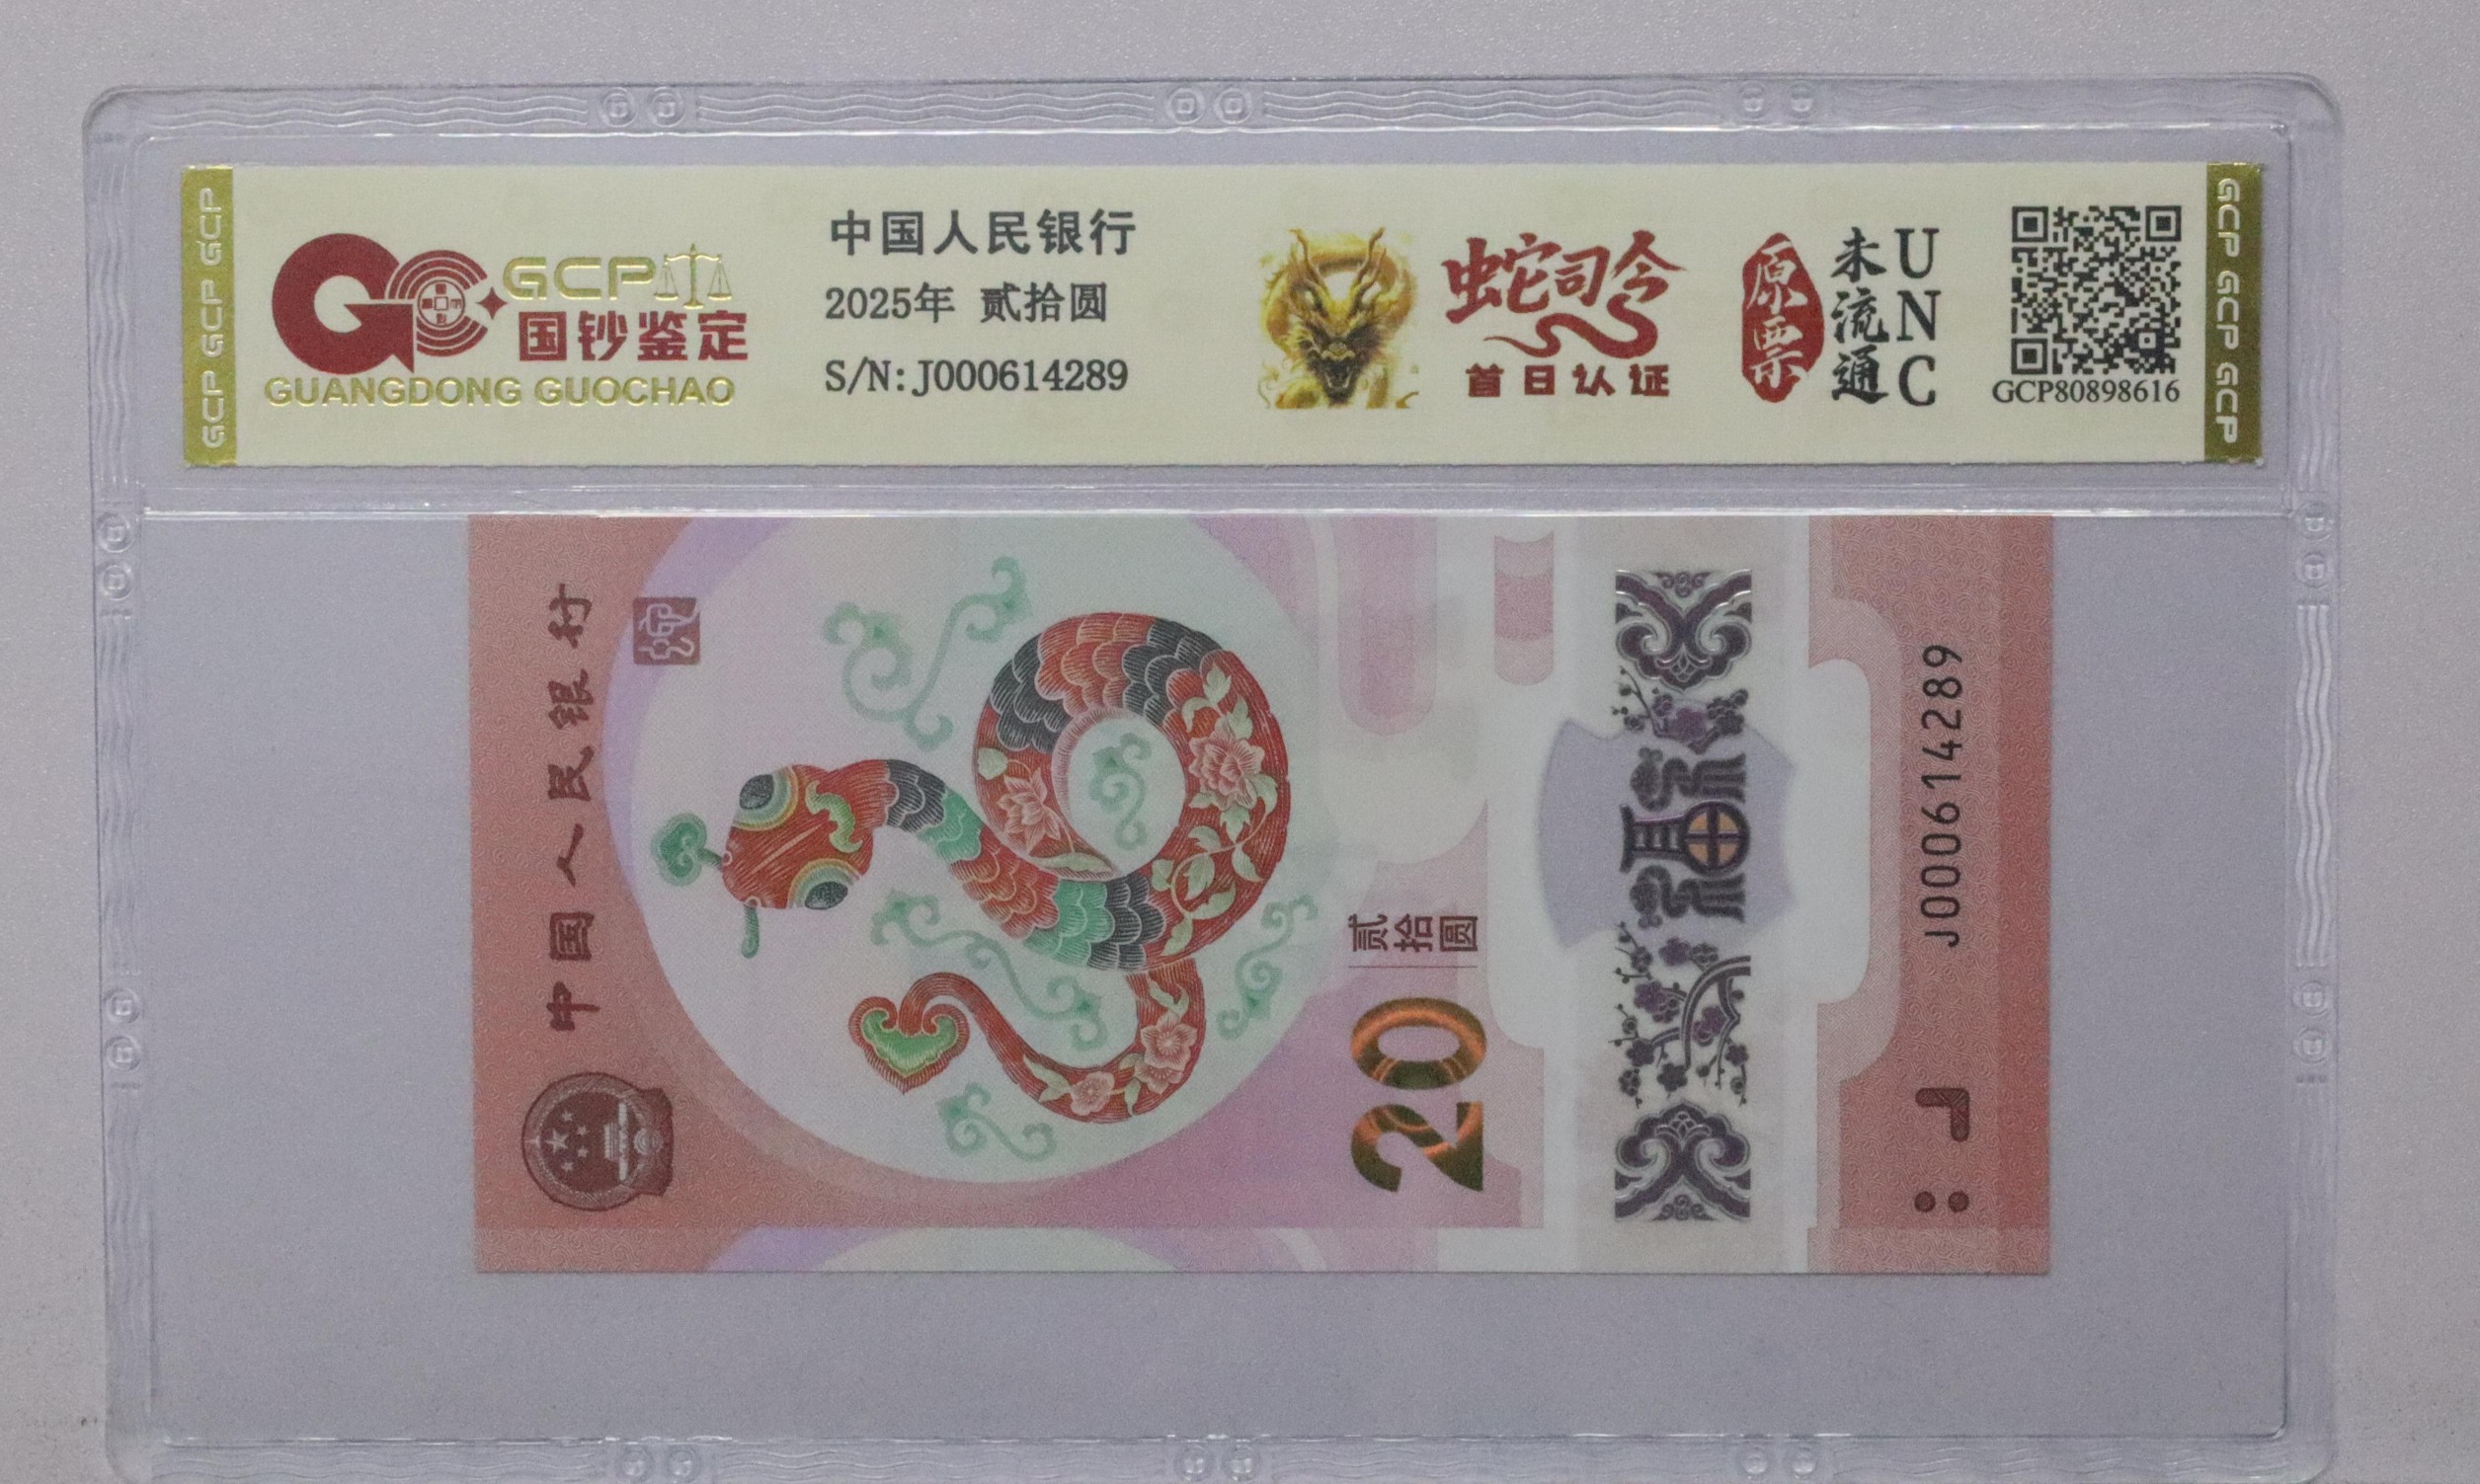 GCP GCP GCP
GCP
国钞鉴定
GUANGDONG GUOCHAO
中国人民银行
2025年 贰拾圆
S/N:J000614289
蛇司令
首日认证
原票
未流通
UNC
GCP80898616
GCP GCP GCP
中国人民银行
20
贰拾圆
福
J000614289